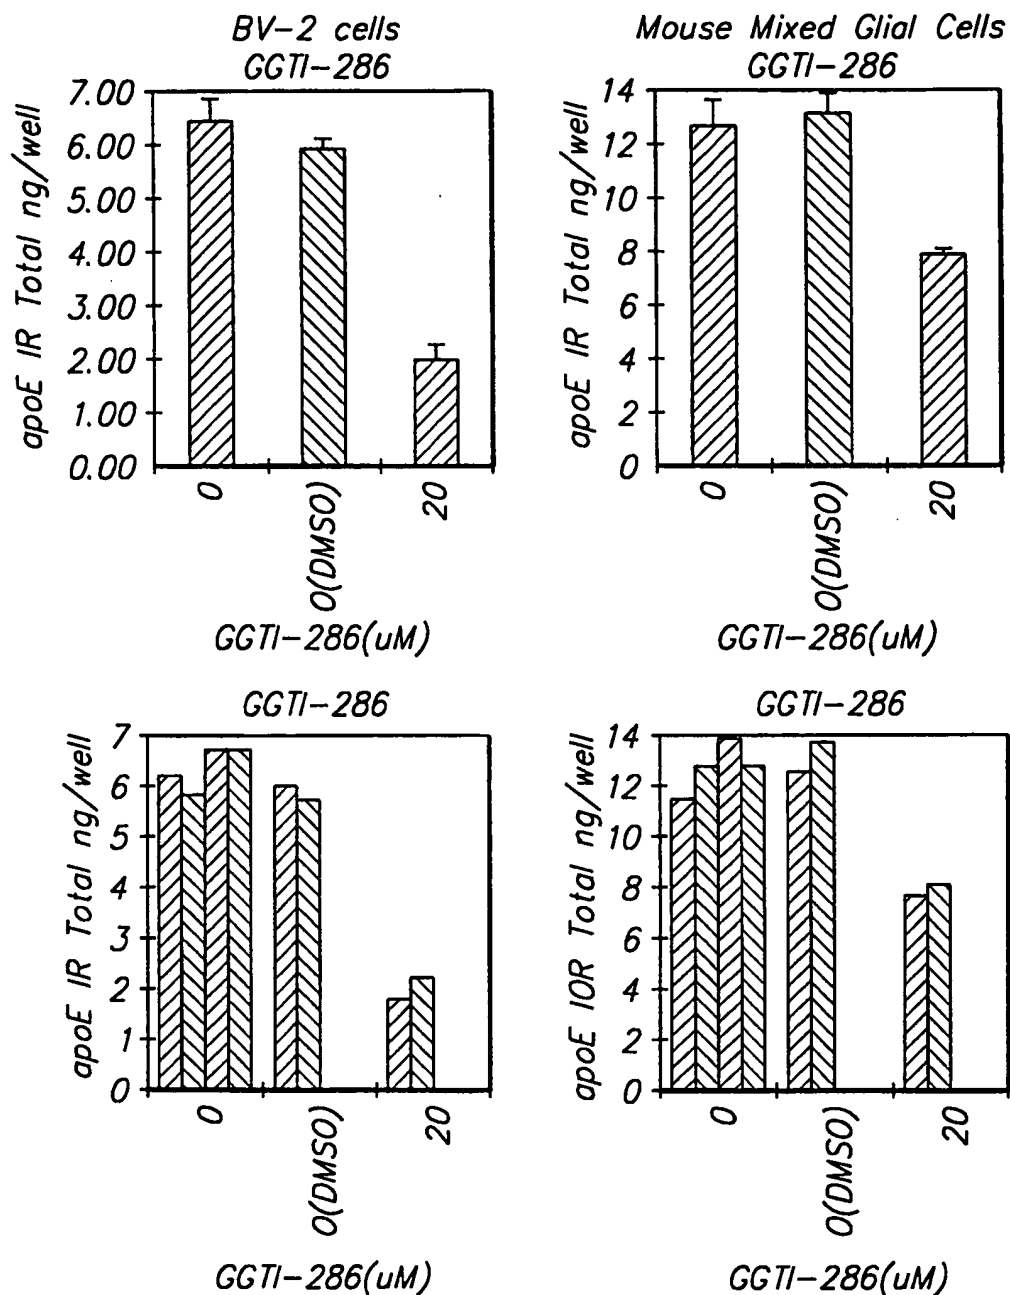 BV-2 cells
GGTI-286
apoE IR Total ng/well
7.00
6.00
5.00
4.00
3.00
2.00
1.00
0.00
0
O(DMSO)
20
GGTI-286(uM)
Mouse Mixed Glial Cells
GGTI-286
apoE IR Total ng/well
14
12
10
8
6
4
2
0
0
O(DMSO)
20
GGTI-286(uM)
GGTI-286
apoE IR Total ng/well
7
6
5
4
3
2
1
0
0
O(DMSO)
20
GGTI-286(uM)
GGTI-286
apoE IOR Total ng/well
14
12
10
8
6
4
2
0
0
O(DMSO)
20
GGTI-286(uM)